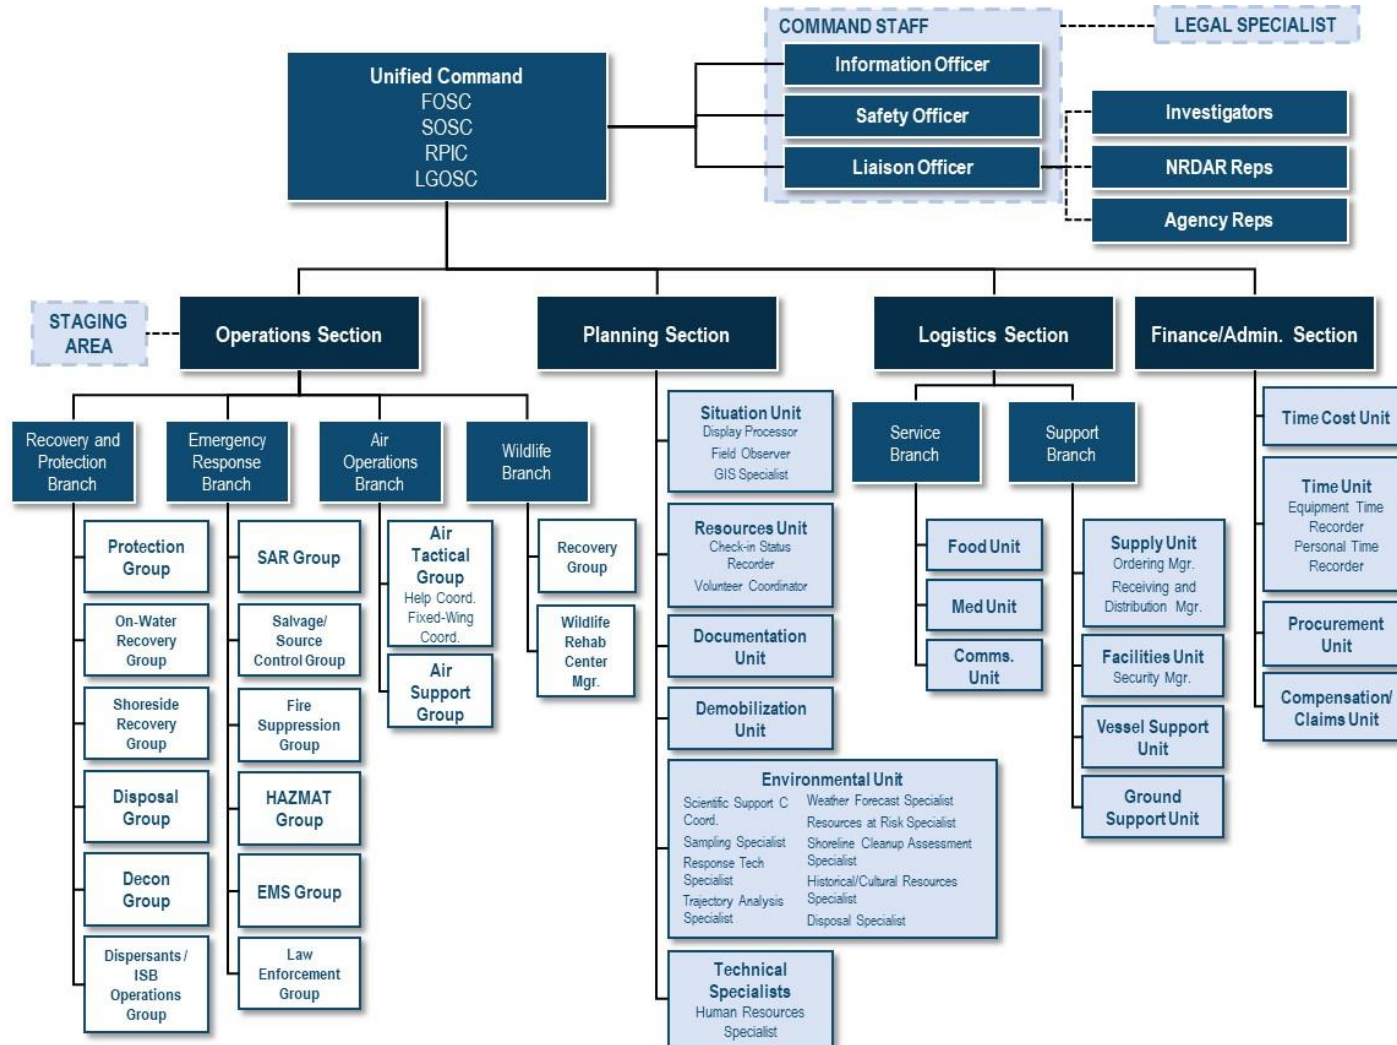 COMMAND STAFF
LEGAL SPECIALIST
Unified Command
FOSC
SOSC
RPIC
LGOSC
Information Officer
Safety Officer
Liaison Officer
Investigators
NRDAR Reps
Agency Reps
STAGING
AREA
Operations Section
Planning Section
Logistics Section
Finance/Admin. Section
Recovery and
Protection
Branch
Emergency
Response
Branch
Air
Operations
Branch
Wildlife
Branch
Protection
Group
On-Water
Recovery
Group
Shoreside
Recovery
Group
Disposal
Group
Decon
Group
Dispersants /
ISB
Operations
Group
SAR Group
Salvage/
Source
Control Group
Fire
Suppression
Group
HAZMAT
Group
EMS Group
Law
Enforcement
Group
Air
Tactical
Group
Help Coord.
Fixed-Wing
Coord.
Air
Support
Group
Recovery
Group
Wildlife
Rehab
Center
Mgr.
Situation Unit
Display Processor
Field Observer
GIS Specialist
Resources Unit
Check-in Status
Recorder
Volunteer Coordinator
Documentation
Unit
Demobilization
Unit
Environmental Unit
Scientific Support C
Coord.
Sampling Specialist
Response Tech
Specialist
Trajectory Analysis
Specialist
Weather Forecast Specialist
Resources at Risk Specialist
Shoreline Cleanup Assessment
Specialist
Historical/Cultural Resources
Specialist
Disposal Specialist
Technical
Specialists
Human Resources
Specialist
Service
Branch
Support
Branch
Food Unit
Med Unit
Comms.
Unit
Supply Unit
Ordering Mgr.
Receiving and
Distribution Mgr.
Facilities Unit
Security Mgr.
Vessel Support
Unit
Ground
Support Unit
Time Cost Unit
Time Unit
Equipment Time
Recorder
Personal Time
Recorder
Procurement
Unit
Compensation/
Claims Unit